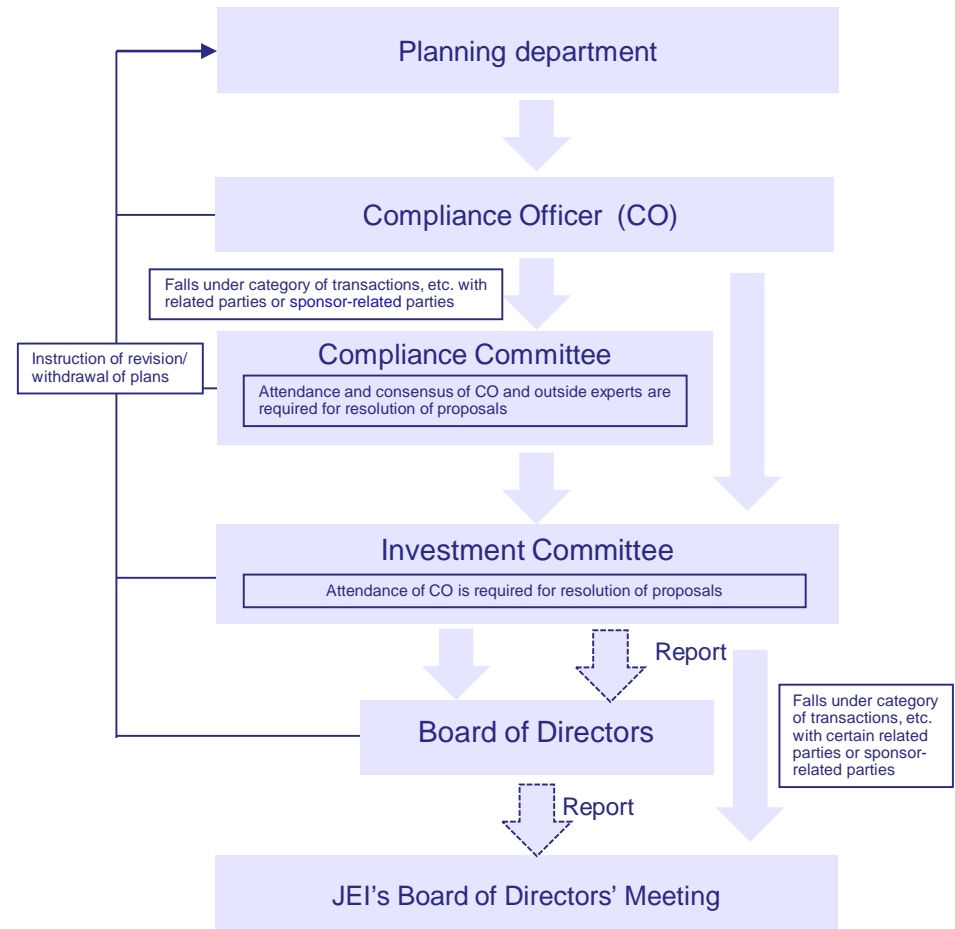 Planning department
Compliance Officer (CO)
Falls under category of transactions, etc. with
related parties or sponsor-related parties
Compliance Committee
Instruction of revision/
withdrawal of plans
Attendance and consensus of CO and outside experts are
required for resolution of proposals
Investment Committee
Attendance of CO is required for resolution of proposals
Report
Falls under category
of transactions, etc.
with certain related
parties or sponsor-
related parties
Board of Directors
Report
JEI's Board of Directors' Meeting